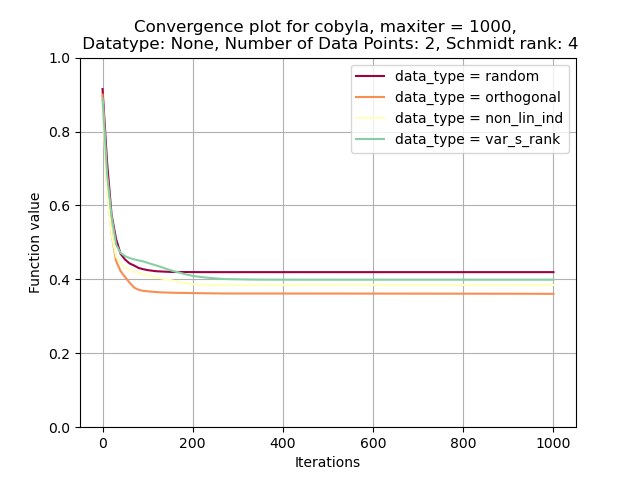 Convergence plot for cobyla, maxiter = 1000,
Datatype: None, Number of Data Points: 2, Schmidt rank: 4
1.0
data_type = random
data_type = orthogonal
data_type = non_lin_ind
data_type = var_s_rank
0.8
0.6
0.4
0.2
0.0
Function value
0 200 400 600 800 1000
Iterations